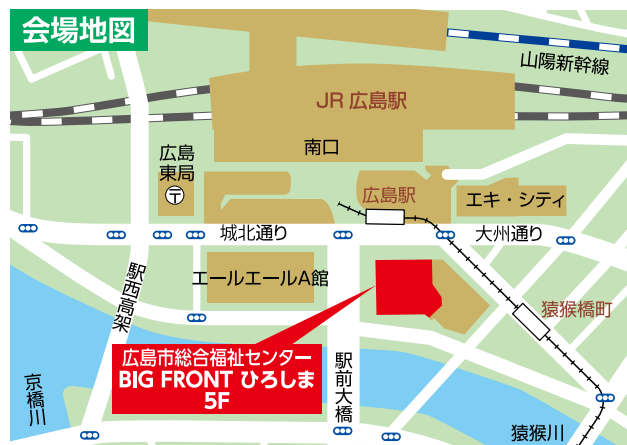 会場地図
山陽新幹線
JR 広島駅
南口
広島
東局
〒
広島駅
エキ・シティ
城北通り
大州通り
エールエールA館
駅西高架
猿猴橋町
広島市総合福祉センター
BIG FRONT ひろしま
5F
駅前大橋
京橋川
猿猴川